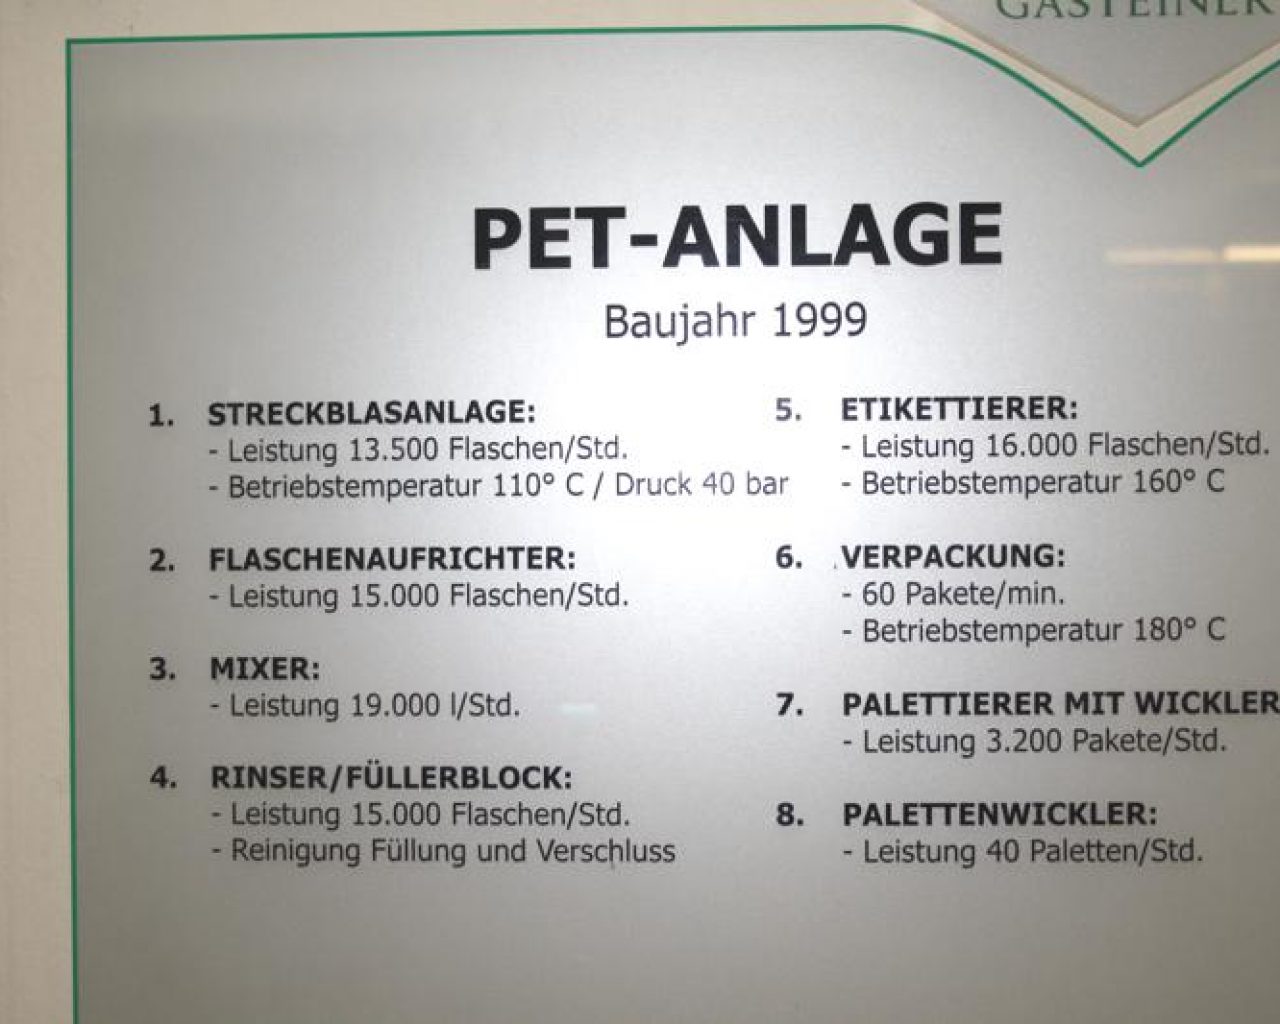 GASTEINER
PET-ANLAGE
Baujahr 1999
1. STRECKBLASANLAGE:
- Leistung 13.500 Flaschen/Std.
- Betriebstemperatur 110° C / Druck 40 bar
2. FLASCHENAUFRICHTER:
- Leistung 15.000 Flaschen/Std.
3. MIXER:
- Leistung 19.000 l/Std.
4. RINSER/FÜLLERBLOCK:
- Leistung 15.000 Flaschen/Std.
- Reinigung Füllung und Verschluss
5. ETIKETTIERER:
- Leistung 16.000 Flaschen/Std.
- Betriebstemperatur 160° C
6. VERPACKUNG:
- 60 Pakete/min.
- Betriebstemperatur 180° C
7. PALETTIERER MIT WICKLER
- Leistung 3.200 Pakete/Std.
8. PALETTENWICKLER:
- Leistung 40 Paletten/Std.